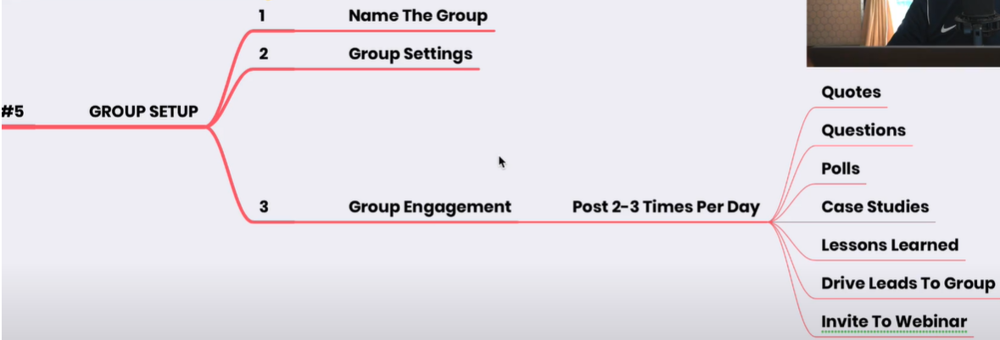 1 Name The Group
2 Group Settings
#5 GROUP SETUP
3 Group Engagement Post 2-3 Times Per Day
Quotes
Questions
Polls
Case Studies
Lessons Learned
Drive Leads To Group
Invite To Webinar